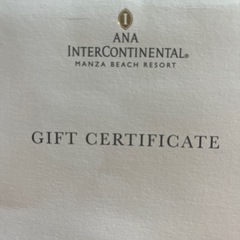 I
ANA
INTERCONTINENTAL®
MANZA BEACH RESORT
GIFT CERTIFICATE